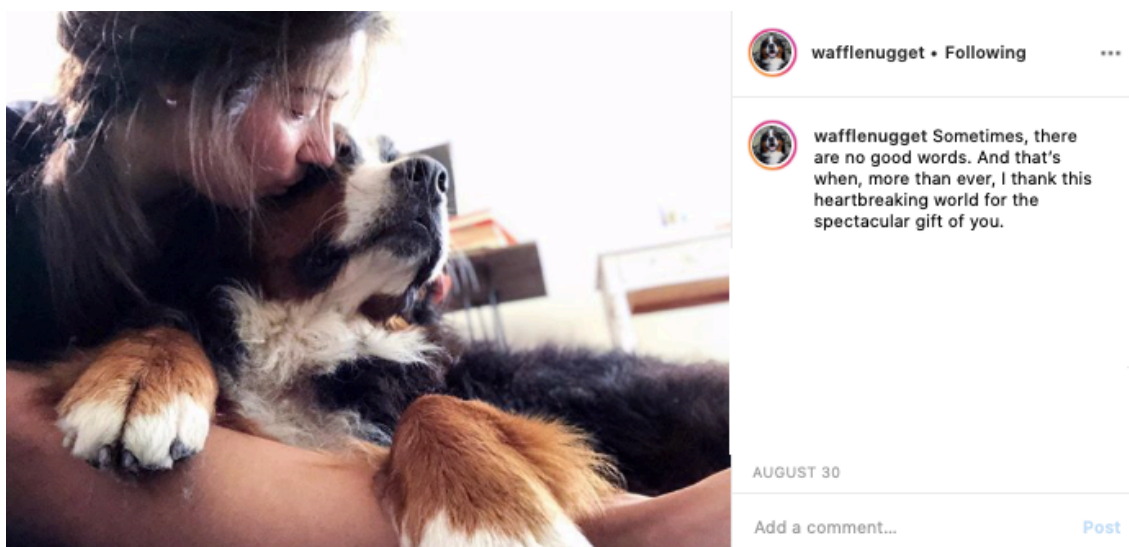 wafflenugget • Following
wafflenugget Sometimes, there
are no good words. And that's
when, more than ever, I thank this
heartbreaking world for the
spectacular gift of you.
AUGUST 30
Add a comment...
Post